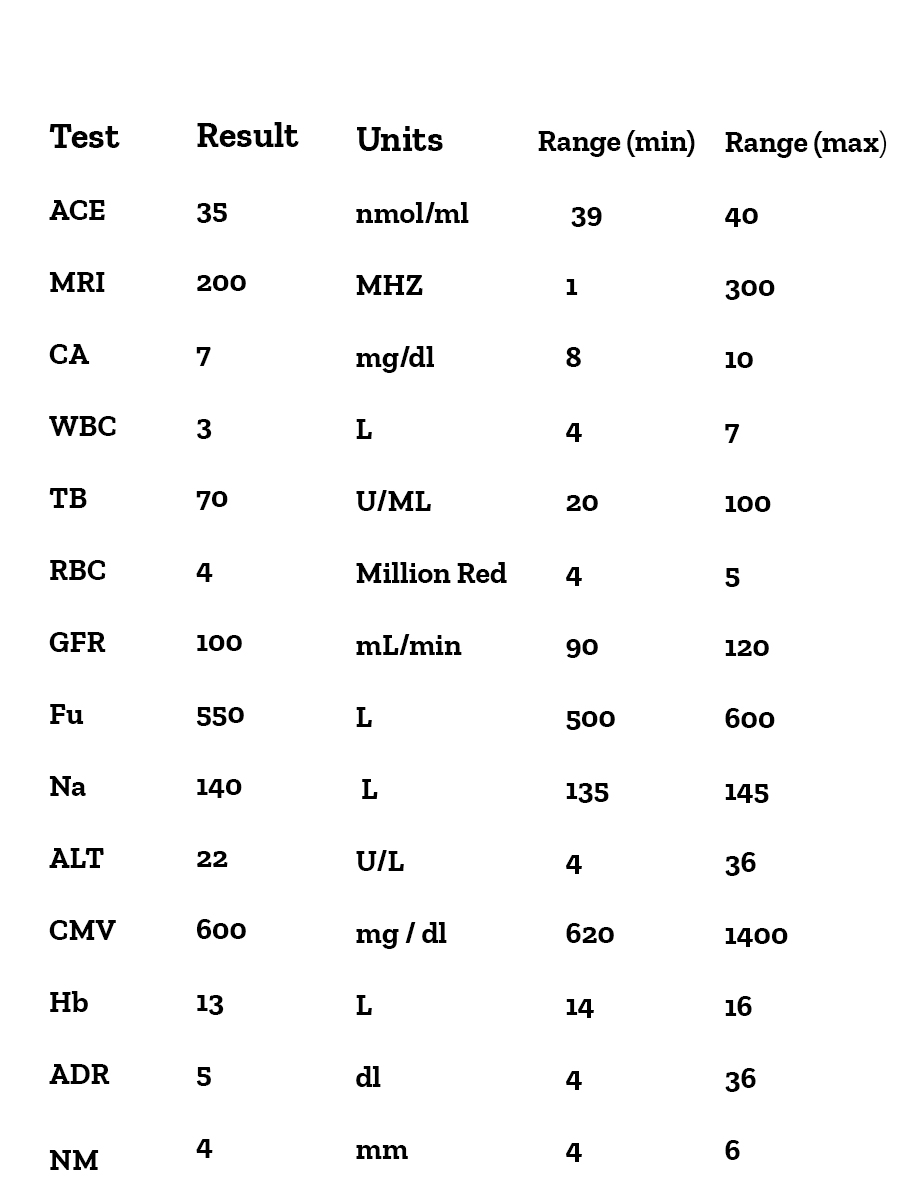 Test Result Units Range (min) Range (max)
ACE 35 nmol/ml 39 40
MRI 200 MHZ 1 300
CA 7 mg/dl 8 10
WBC 3 L 4 7
TB 70 U/ML 20 100
RBC 4 Million Red 4 5
GFR 100 mL/min 90 120
Fu 550 L 500 600
Na 140 L 135 145
ALT 22 U/L 4 36
CMV 600 mg / dl 620 1400
Hb 13 L 14 16
ADR 5 dl 4 36
NM 4 mm 4 6